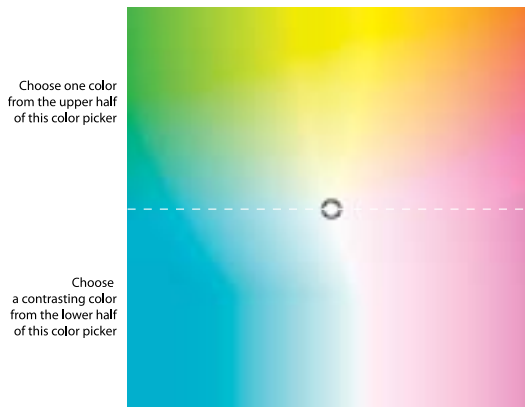 Choose one color
from the upper half
of this color picker
Choose
a contrasting color
from the lower half
of this color picker